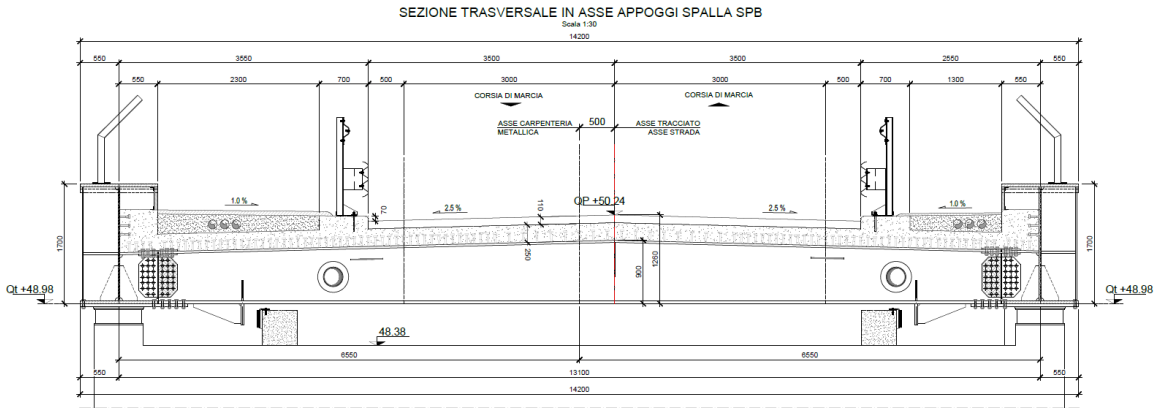 SEZIONE TRASVERSALE IN ASSE APPOGGI SPALLA SPB
Scala 1:30
14200
550 3550 3500 3500 2550 550
550 2300 700 500 3000 3000 500 700 1300 550
CORSIA DI MARCIA CORSIA DI MARCIA
ASSE CARPENTERIA METALLICA
500
ASSE TRACCIATO ASSE STRADA
QP +50.24
1.0 % 70 2.5 % 110 2.5 % 1.0 %
1700 250 900 1260 1700
Qt +48.98 Qt +48.98
48.38
6550 6550
550 13100 550
14200